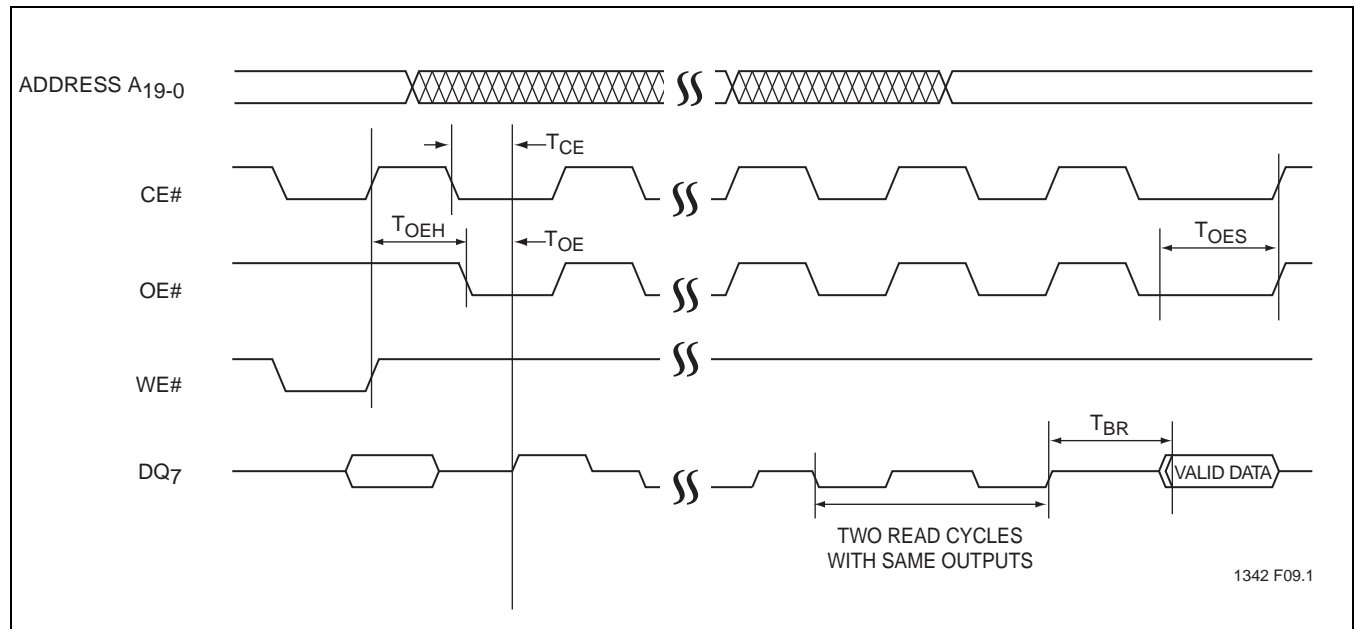 ADDRESS A19-0
TCE
CE#
TOEH
TOE
TOES
OE#
WE#
TBR
DQ7
VALID DATA
TWO READ CYCLES
WITH SAME OUTPUTS
1342 F09.1